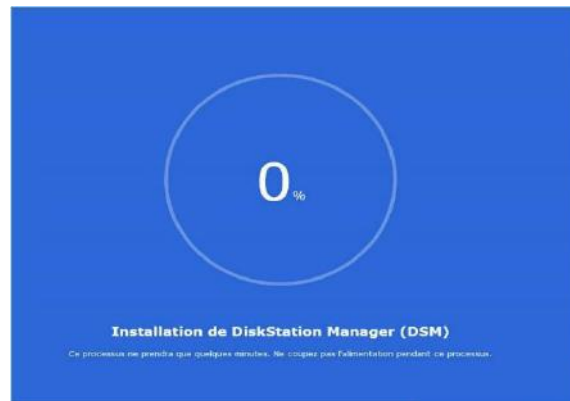 0 %
Installation de DiskStation Manager (DSM)
Ce processus ne prendra que quelques minutes. Ne coupez pas l'alimentation pendant ce processus.